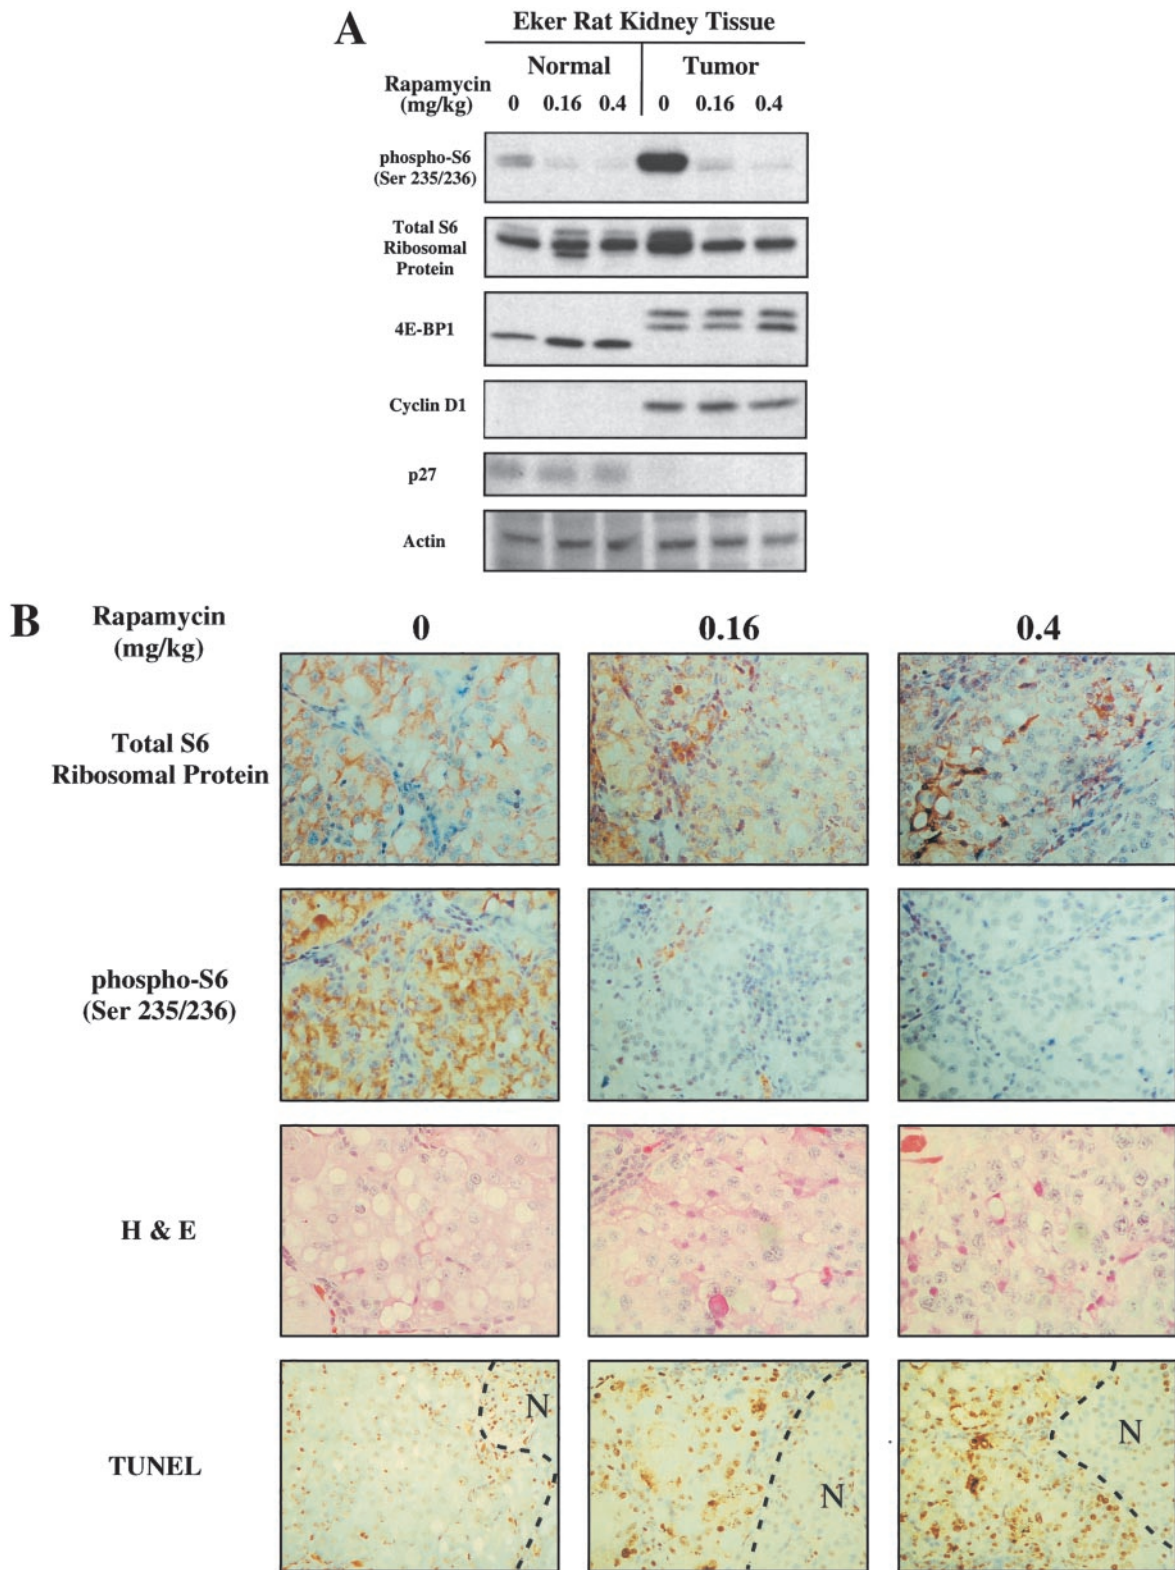 A
Eker Rat Kidney Tissue
Normal Tumor
Rapamycin
(mg/kg) 0 0.16 0.4 0 0.16 0.4
phospho-S6
(Ser 235/236)
Total S6
Ribosomal
Protein
4E-BP1
Cyclin D1
p27
Actin
B
Rapamycin
(mg/kg)
0 0.16 0.4
Total S6
Ribosomal Protein
phospho-S6
(Ser 235/236)
H & E
TUNEL
N
N
N